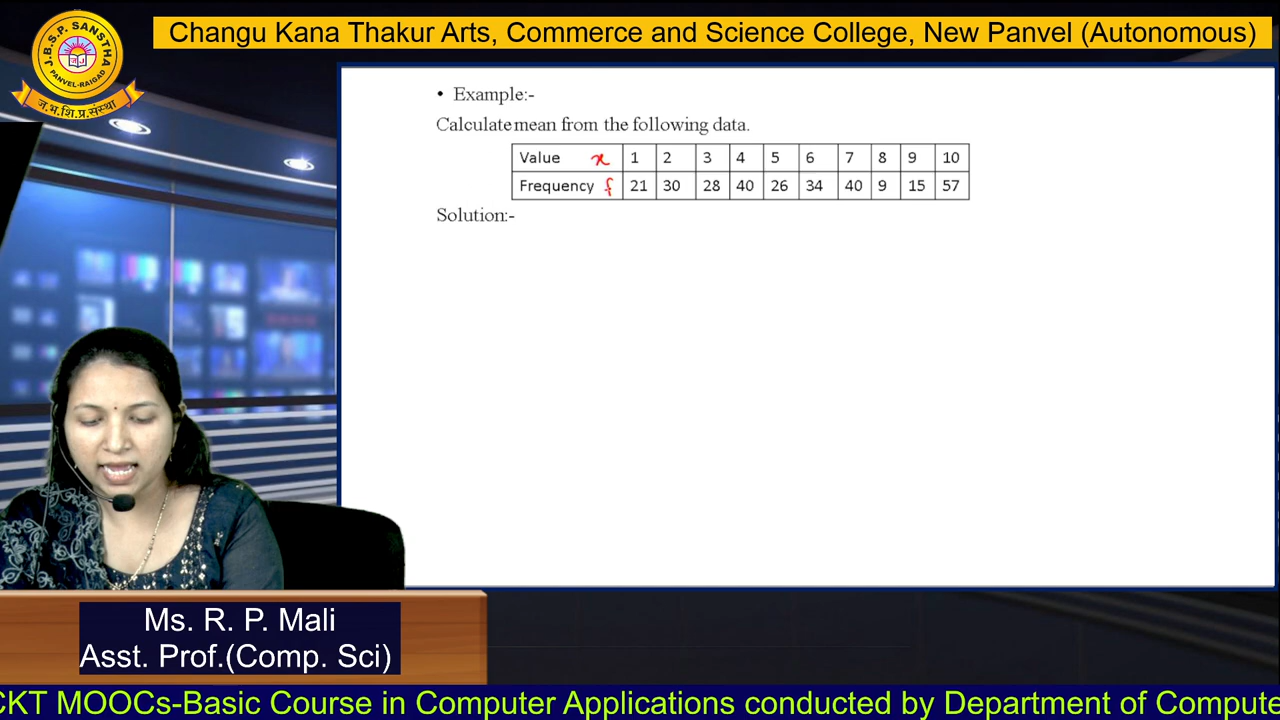 J.B.S.P. SANSTHA
PANVEL-RAIGAD
ज.भ.शि.प्र.संस्था
Changu Kana Thakur Arts, Commerce and Science College, New Panvel (Autonomous)
• Example:-
Calculate mean from the following data.
Value x 1 2 3 4 5 6 7 8 9 10
Frequency f 21 30 28 40 26 34 40 9 15 57
Solution:-
Ms. R. P. Mali
Asst. Prof.(Comp. Sci)
CKT MOOCs-Basic Course in Computer Applications conducted by Department of Compute